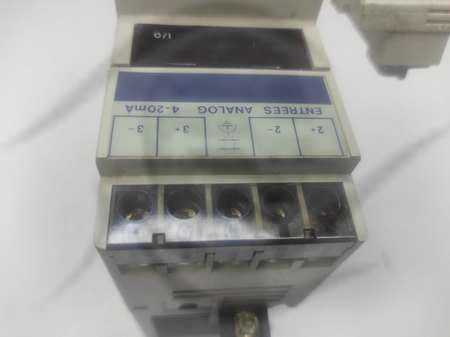 2+ 2- 3+ 3-
ENTREES ANALOG 4-20mA
I/O